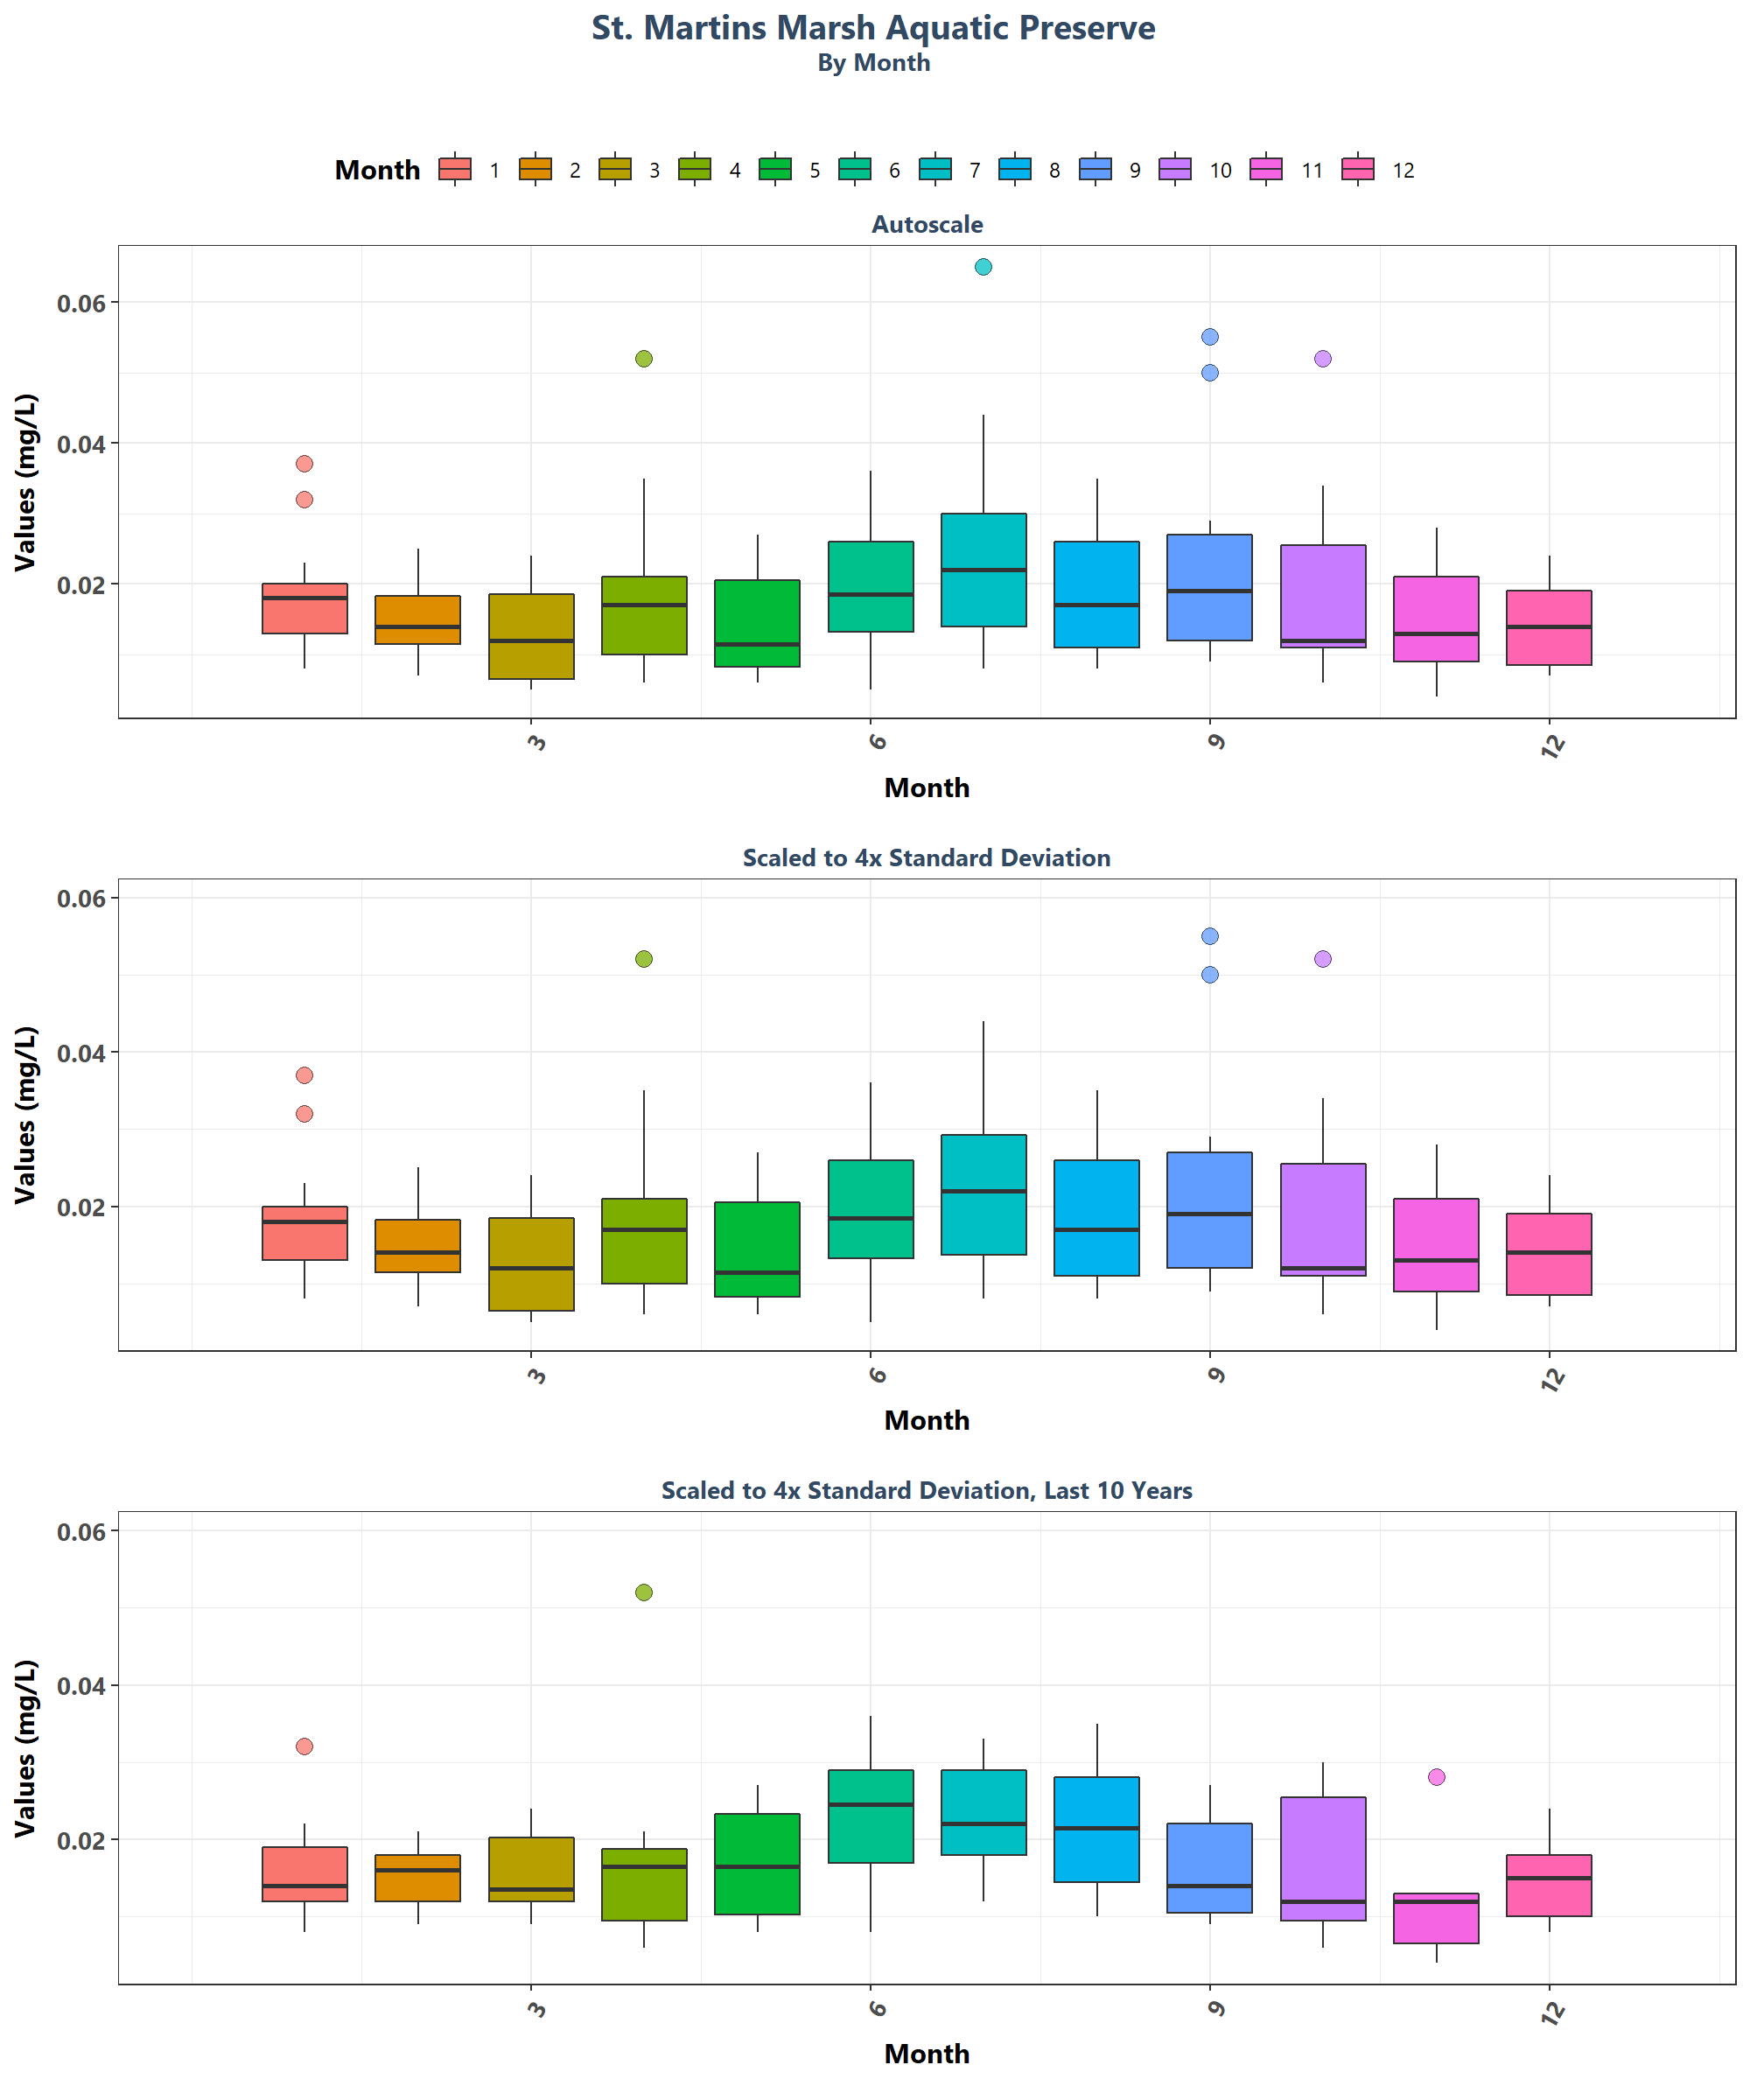 St. Martins Marsh Aquatic Preserve
By Month
Month 1 2 3 4 5 6 7 8 9 10 11 12
Autoscale
Values (mg/L)
0.06
0.04
0.02
3 6 9 12
Month
Scaled to 4x Standard Deviation
Values (mg/L)
0.06
0.04
0.02
3 6 9 12
Month
Scaled to 4x Standard Deviation, Last 10 Years
Values (mg/L)
0.06
0.04
0.02
3 6 9 12
Month